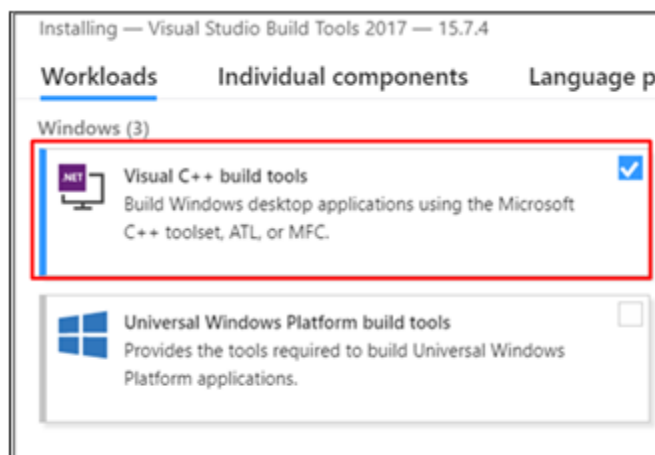 Installing — Visual Studio Build Tools 2017 — 15.7.4
Workloads Individual components Language p
Windows (3)
.NET
Visual C++ build tools
Build Windows desktop applications using the Microsoft
C++ toolset, ATL, or MFC.
Universal Windows Platform build tools
Provides the tools required to build Universal Windows
Platform applications.